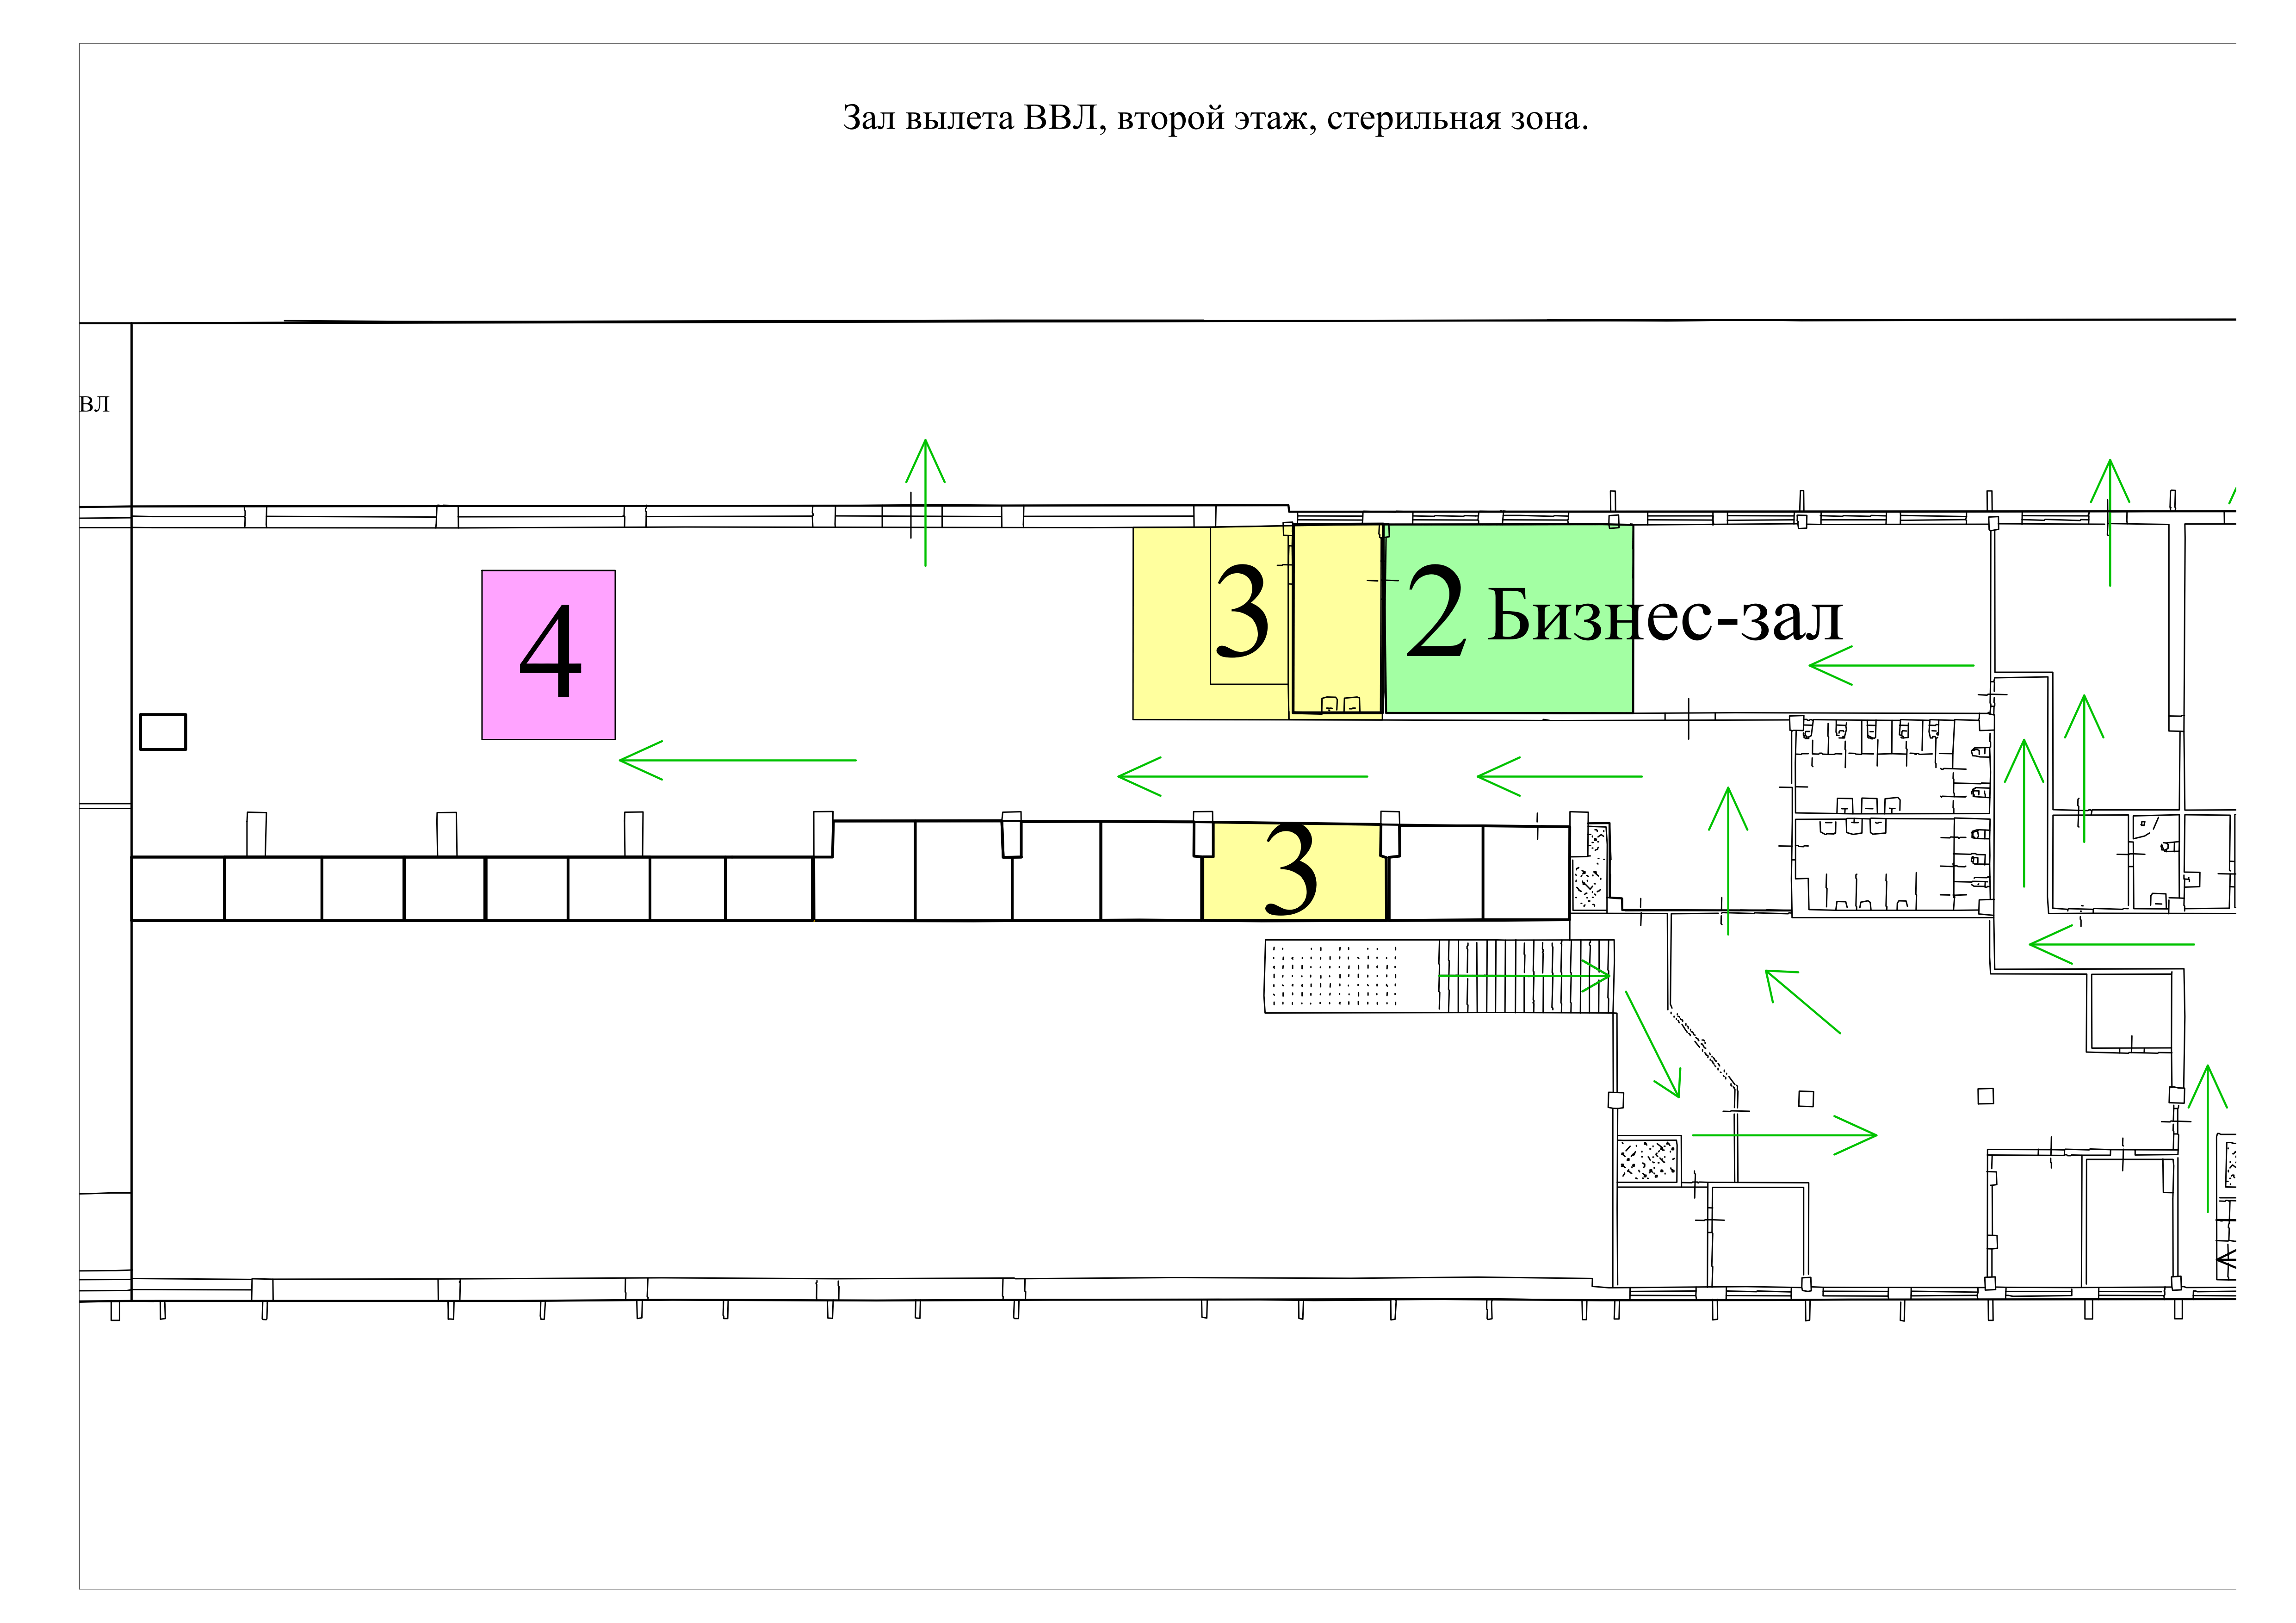 Зал вылета ВВЛ, второй этаж, стерильная зона.
ВЛ
4
3
2 Бизнес-зал
3